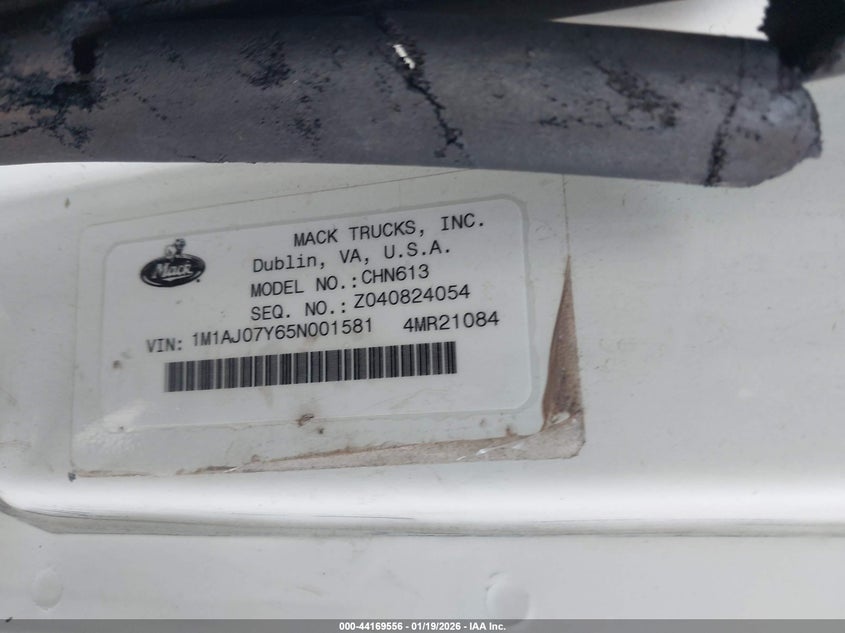 MACK TRUCKS, INC.
Dublin, VA, U.S.A.
Mack
MODEL NO.: CHN613
SEQ. NO.: Z040824054
VIN: 1M1AJ07Y65N001581 4MR21084
000-44169556 - 01/19/2026 - IAA Inc.